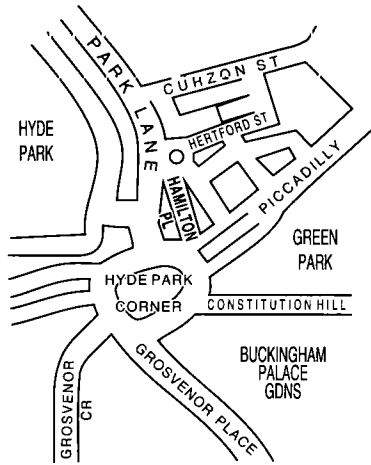 PARK LANE
CUHZON ST
HYDE
PARK
HERTFORD ST
HAMILTON
PL
PICCADILLY
GREEN
PARK
HYDE PARK
CORNER
CONSTITUTION HILL
BUCKINGHAM
PALACE
GDNS
GROSVENOR
CR
GROSVENOR PLACE